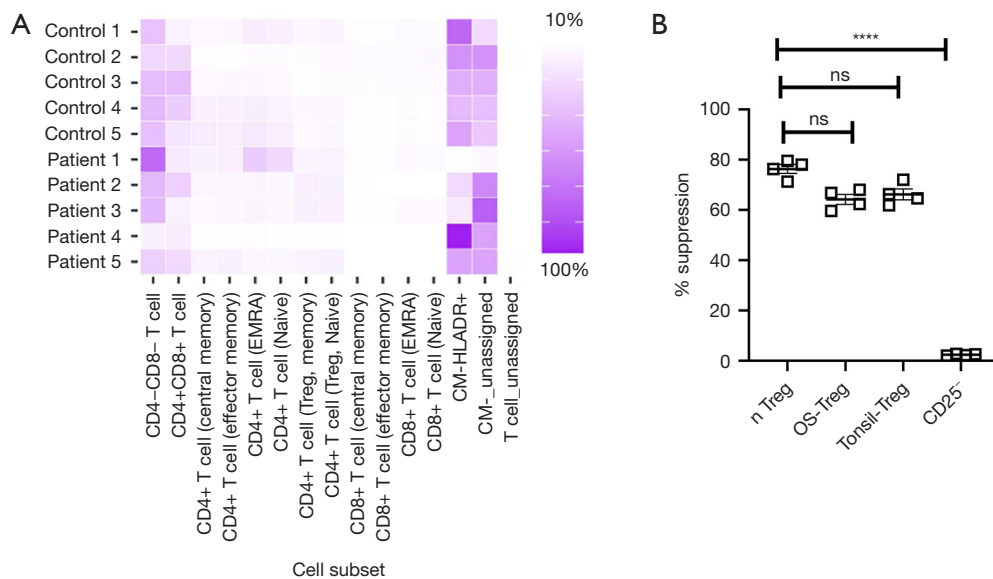 A
Control 1
Control 2
Control 3
Control 4
Control 5
Patient 1
Patient 2
Patient 3
Patient 4
Patient 5
10%
100%
CD4−CD8− T cell
CD4+CD8+ T cell
CD4+ T cell (central memory)
CD4+ T cell (effector memory)
CD4+ T cell (EMRA)
CD4+ T cell (Naive)
CD4+ T cell (Treg, memory)
CD4+ T cell (Treg, Naive)
CD8+ T cell (central memory)
CD8+ T cell (effector memory)
CD8+ T cell (EMRA)
CD8+ T cell (Naive)
CM-HLADR+
CM-_unassigned
T cell_unassigned
Cell subset
B
****
ns
ns
% suppression
100
80
60
40
20
0
n Treg
OS-Treg
Tonsil-Treg
CD25⁻